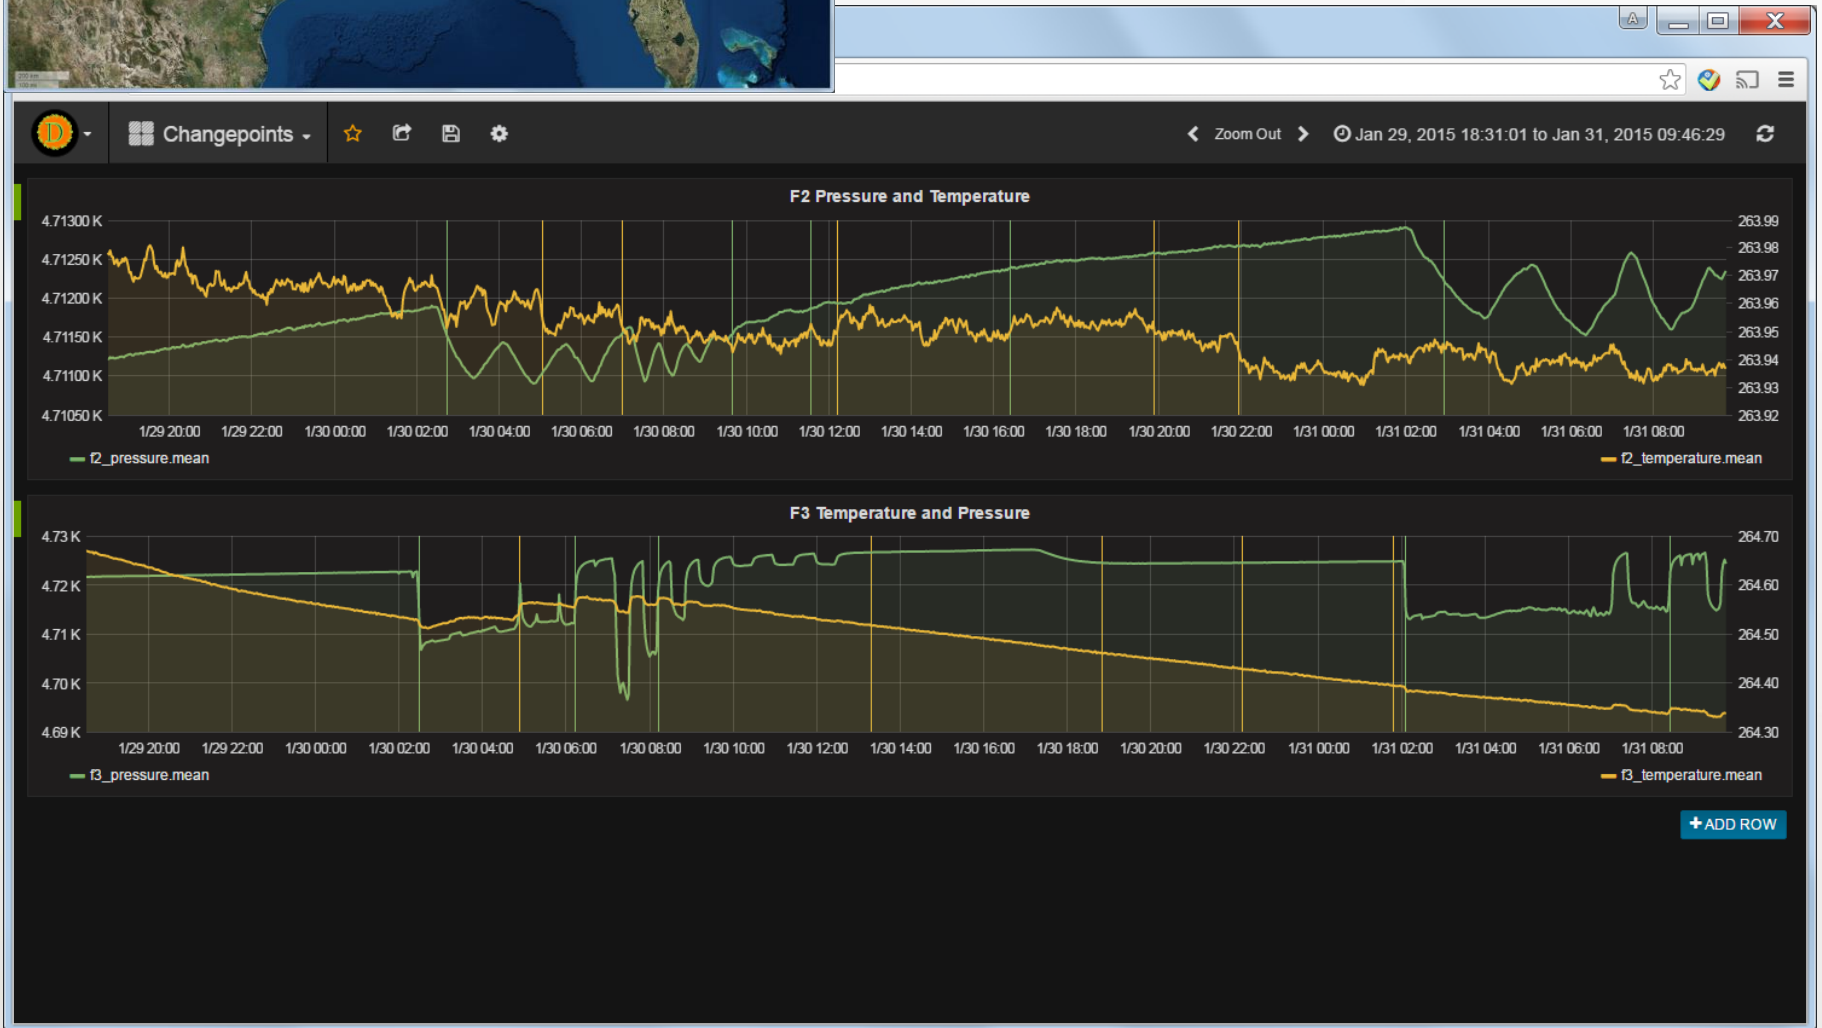 A
200 km
Changepoints
Zoom Out
Jan 29, 2015 18:31:01 to Jan 31, 2015 09:46:29
F2 Pressure and Temperature
4.71300 K
4.71250 K
4.71200 K
4.71150 K
4.71100 K
4.71050 K
263.99
263.98
263.97
263.96
263.95
263.94
263.93
263.92
1/29 20:00 1/29 22:00 1/30 00:00 1/30 02:00 1/30 04:00 1/30 06:00 1/30 08:00 1/30 10:00 1/30 12:00 1/30 14:00 1/30 16:00 1/30 18:00 1/30 20:00 1/30 22:00 1/31 00:00 1/31 02:00 1/31 04:00 1/31 06:00 1/31 08:00
f2_pressure.mean f2_temperature.mean
F3 Temperature and Pressure
4.73 K
4.72 K
4.71 K
4.70 K
4.69 K
264.70
264.60
264.50
264.40
264.30
1/29 20:00 1/29 22:00 1/30 00:00 1/30 02:00 1/30 04:00 1/30 06:00 1/30 08:00 1/30 10:00 1/30 12:00 1/30 14:00 1/30 16:00 1/30 18:00 1/30 20:00 1/30 22:00 1/31 00:00 1/31 02:00 1/31 04:00 1/31 06:00 1/31 08:00
f3_pressure.mean f3_temperature.mean
ADD ROW